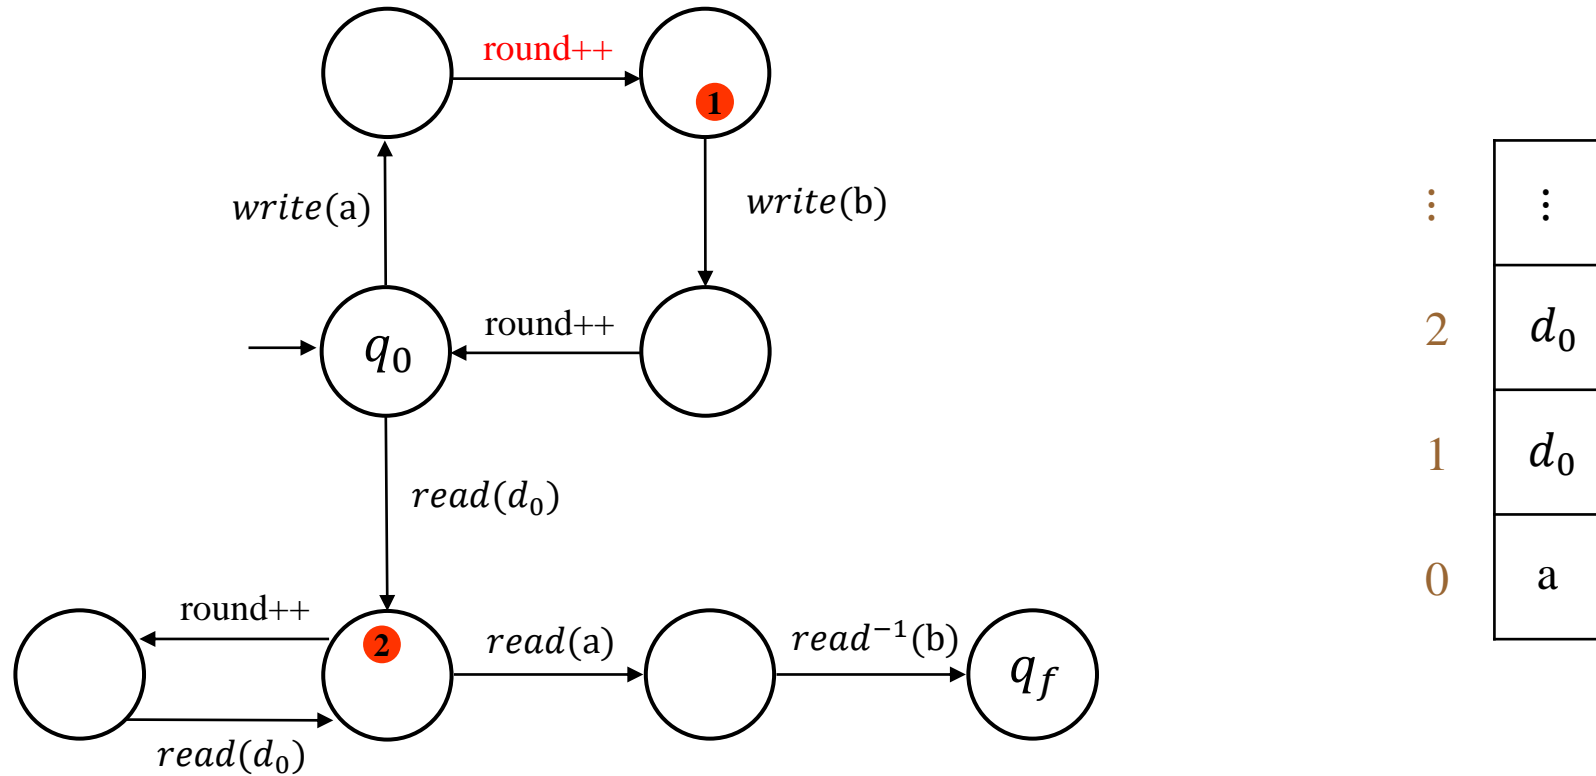 round++
1
write(a)
write(b)
⋮ ⋮
q₀
round++
2 d₀
1 d₀
read(d₀)
0 a
round++
2
read(a)
read⁻¹(b)
q_f
read(d₀)